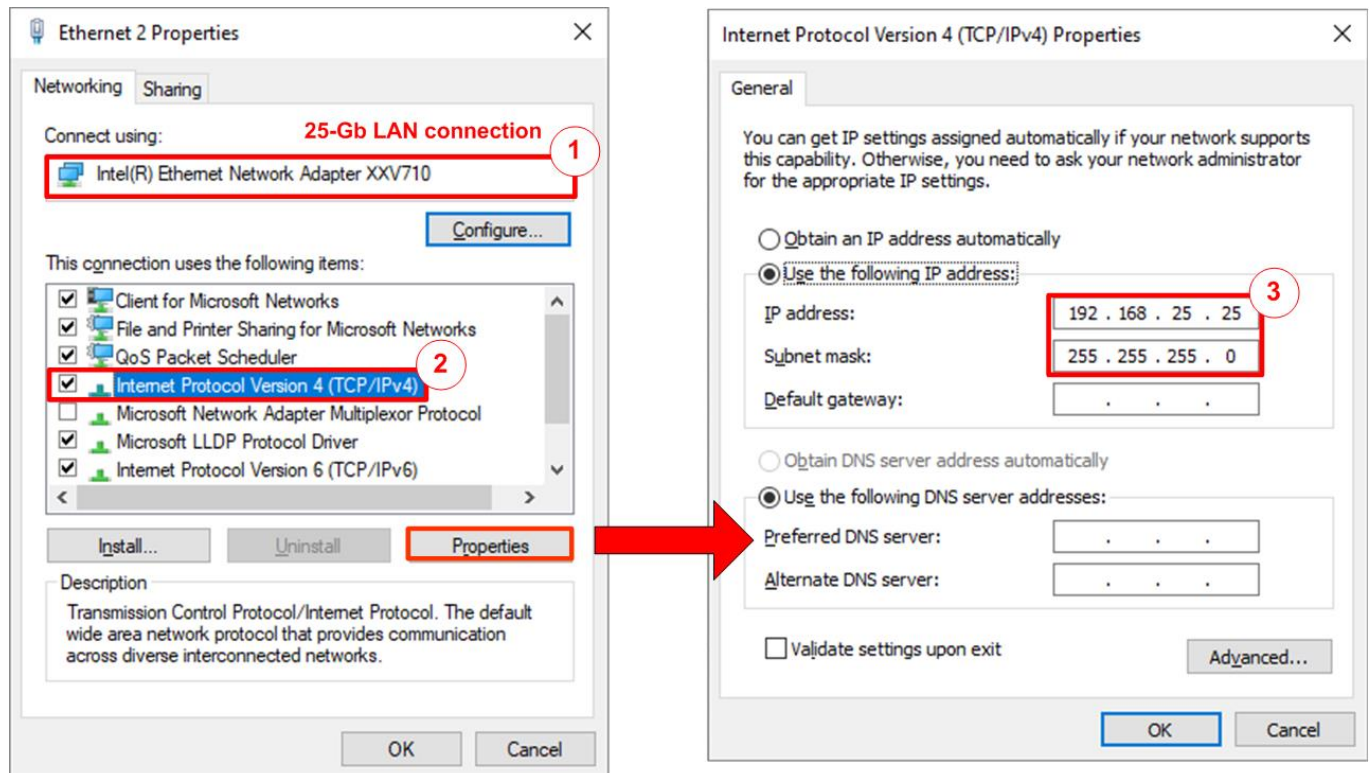 Ethernet 2 Properties
Networking
Sharing
Connect using:
25-Gb LAN connection
1
Intel(R) Ethernet Network Adapter XXV710
Configure...
This connection uses the following items:
Client for Microsoft Networks
File and Printer Sharing for Microsoft Networks
QoS Packet Scheduler
2
Internet Protocol Version 4 (TCP/IPv4)
Microsoft Network Adapter Multiplexor Protocol
Microsoft LLDP Protocol Driver
Internet Protocol Version 6 (TCP/IPv6)
Install...
Uninstall
Properties
Description
Transmission Control Protocol/Internet Protocol. The default
wide area network protocol that provides communication
across diverse interconnected networks.
OK
Cancel
Internet Protocol Version 4 (TCP/IPv4) Properties
General
You can get IP settings assigned automatically if your network supports
this capability. Otherwise, you need to ask your network administrator
for the appropriate IP settings.
Obtain an IP address automatically
Use the following IP address:
3
IP address:
192 . 168 . 25 . 25
Subnet mask:
255 . 255 . 255 . 0
Default gateway:
. . .
Obtain DNS server address automatically
Use the following DNS server addresses:
Preferred DNS server:
. . .
Alternate DNS server:
. . .
Validate settings upon exit
Advanced...
OK
Cancel